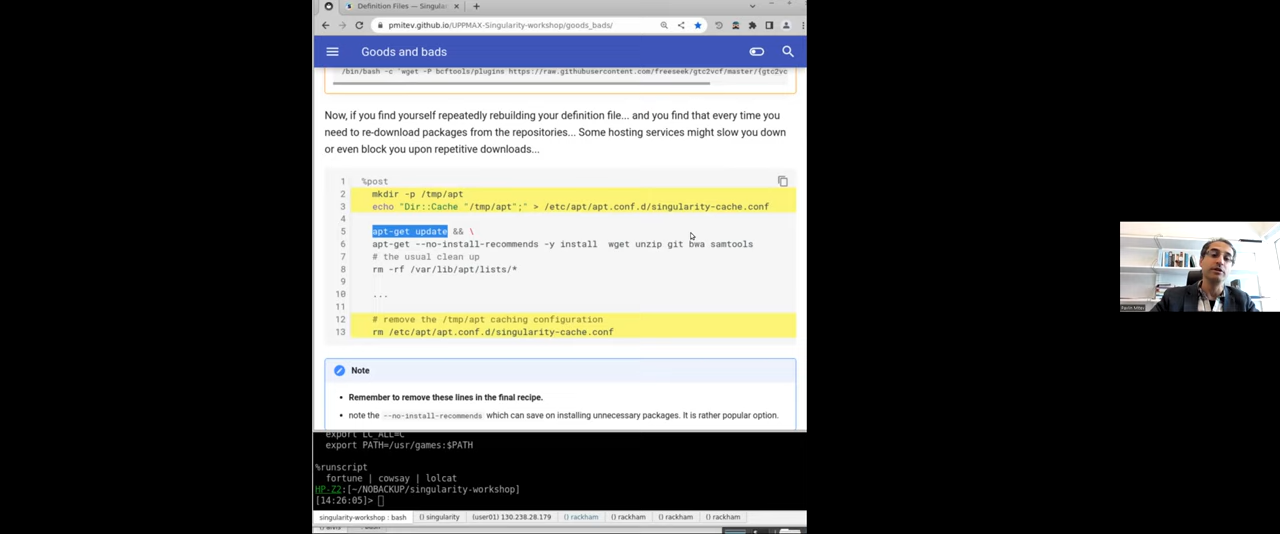 Definition Files — Singula
pmitev.github.io/UPPMAX-Singularity-workshop/goods_bads/
Goods and bads
/bin/bash -c 'wget -P bcftools/plugins https://raw.githubusercontent.com/freeseek/gtc2vcf/master/{gtc2vc
Now, if you find yourself repeatedly rebuilding your definition file... and you find that every time you
need to re-download packages from the repositories... Some hosting services might slow you down
or even block you upon repetitive downloads...
1 %post
2 mkdir -p /tmp/apt
3 echo "Dir::Cache "/tmp/apt";" > /etc/apt/apt.conf.d/singularity-cache.conf
4
5 apt-get update && \
6 apt-get --no-install-recommends -y install wget unzip git bwa samtools
7 # the usual clean up
8 rm -rf /var/lib/apt/lists/*
9
10 ...
11
12 # remove the /tmp/apt caching configuration
13 rm /etc/apt/apt.conf.d/singularity-cache.conf
Note
• Remember to remove these lines in the final recipe.
• note the --no-install-recommends which can save on installing unnecessary packages. It is rather popular option.
export LC_ALL=C
export PATH=/usr/games:$PATH
%runscript
fortune | cowsay | lolcat
HP-Z2:[~/NOBACKUP/singularity-workshop]
[14:26:05]>
singularity-workshop : bash () singularity (user01) 130.238.28.179 () rackham () rackham () rackham () rackham